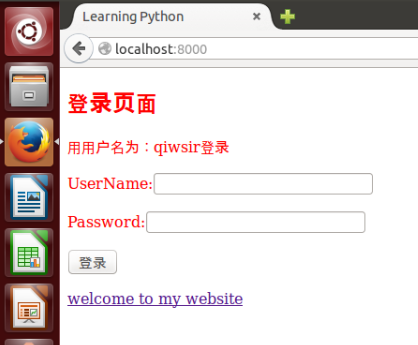 Learning Python
localhost:8000
登录页面
用用户名为：qiwsir登录
UserName:
Password:
登录
welcome to my website